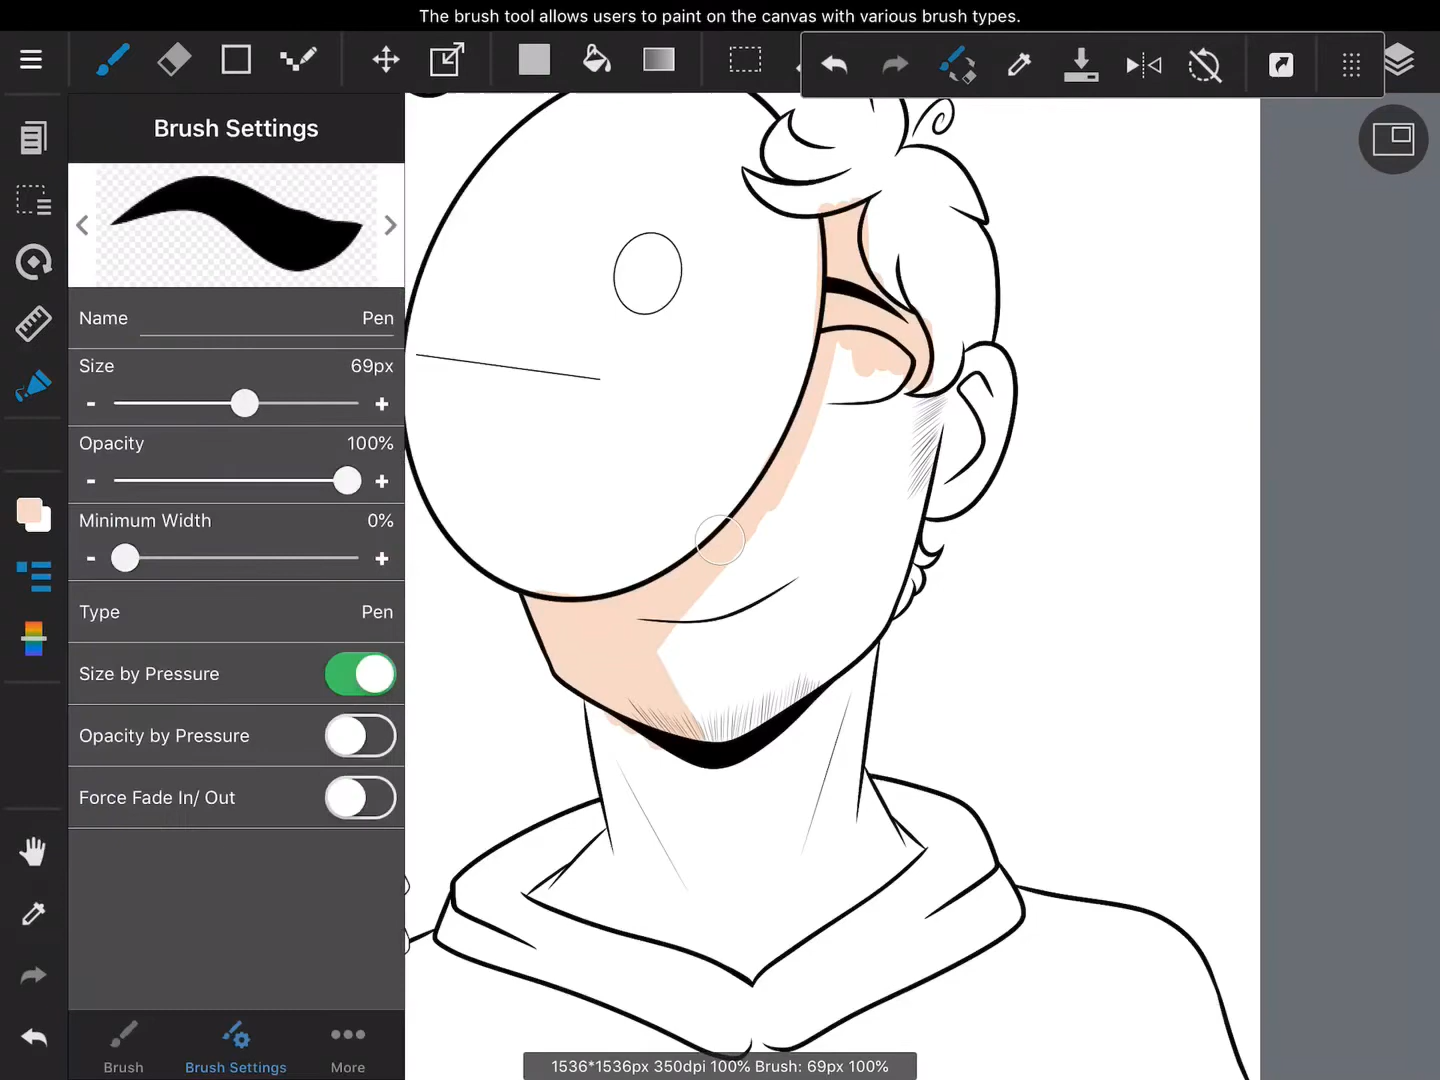 The brush tool allows users to paint on the canvas with various brush types.
Brush Settings
Name Pen
Size 69px
- +
Opacity 100%
- +
Minimum Width 0%
- +
Type Pen
Size by Pressure
Opacity by Pressure
Force Fade In/ Out
Brush Brush Settings More
1536*1536px 350dpi 100% Brush: 69px 100%